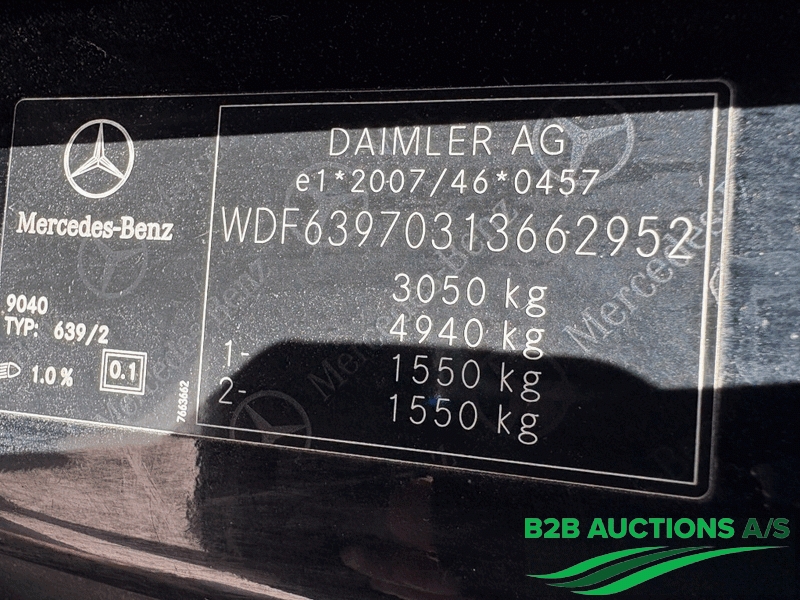 Mercedes-Benz
9040
TYP: 639/2
1.0 %
0.1
7663662
DAIMLER AG
e1*2007/46*0457
WDF63970313662952
3050 kg
4940 kg
1- 1550 kg
2- 1550 kg
B2B AUCTIONS A/S